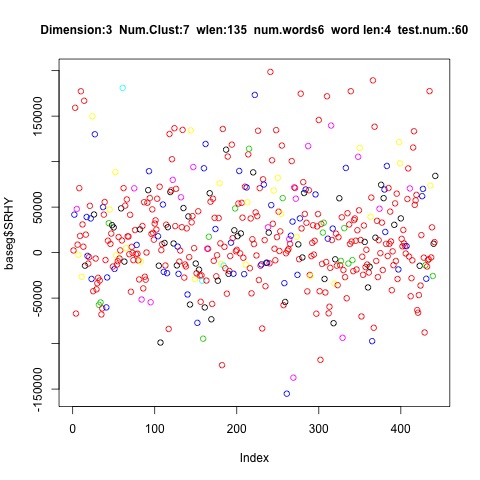 Dimension:3 Num.Clust:7 wlen:135 num.words6 word len:4 test.num.:60
150000
50000
0
-50000
-150000
baseg$SRHY
0 100 200 300 400
Index